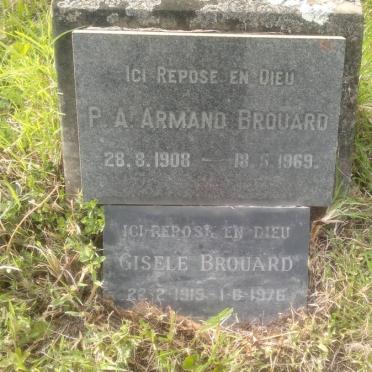 ICI REPOSE EN DIEU
P. A. ARMAND BROUARD
28.8.1908 — 18.5.1969.
ICI REPOSE EN DIEU
GISELE BROUARD
22-2-1915-1-6-1976